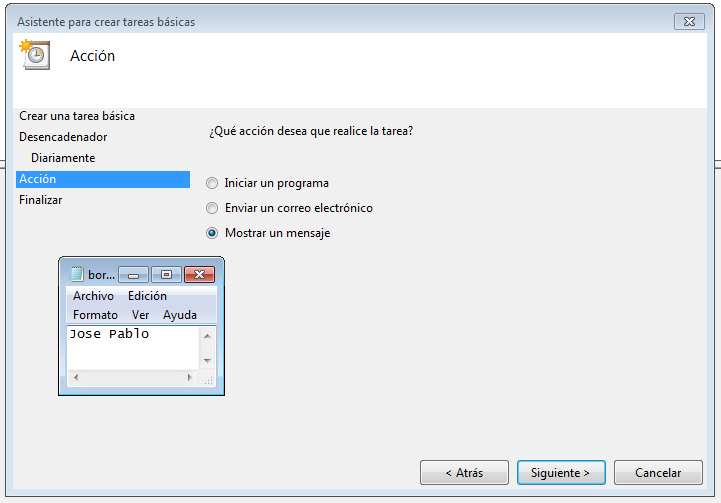 Asistente para crear tareas básicas
Acción
Crear una tarea básica
Desencadenador
Diariamente
Acción
Finalizar
¿Qué acción desea que realice la tarea?
Iniciar un programa
Enviar un correo electrónico
Mostrar un mensaje
bor...
Archivo Edición
Formato Ver Ayuda
Jose Pablo
< Atrás Siguiente > Cancelar